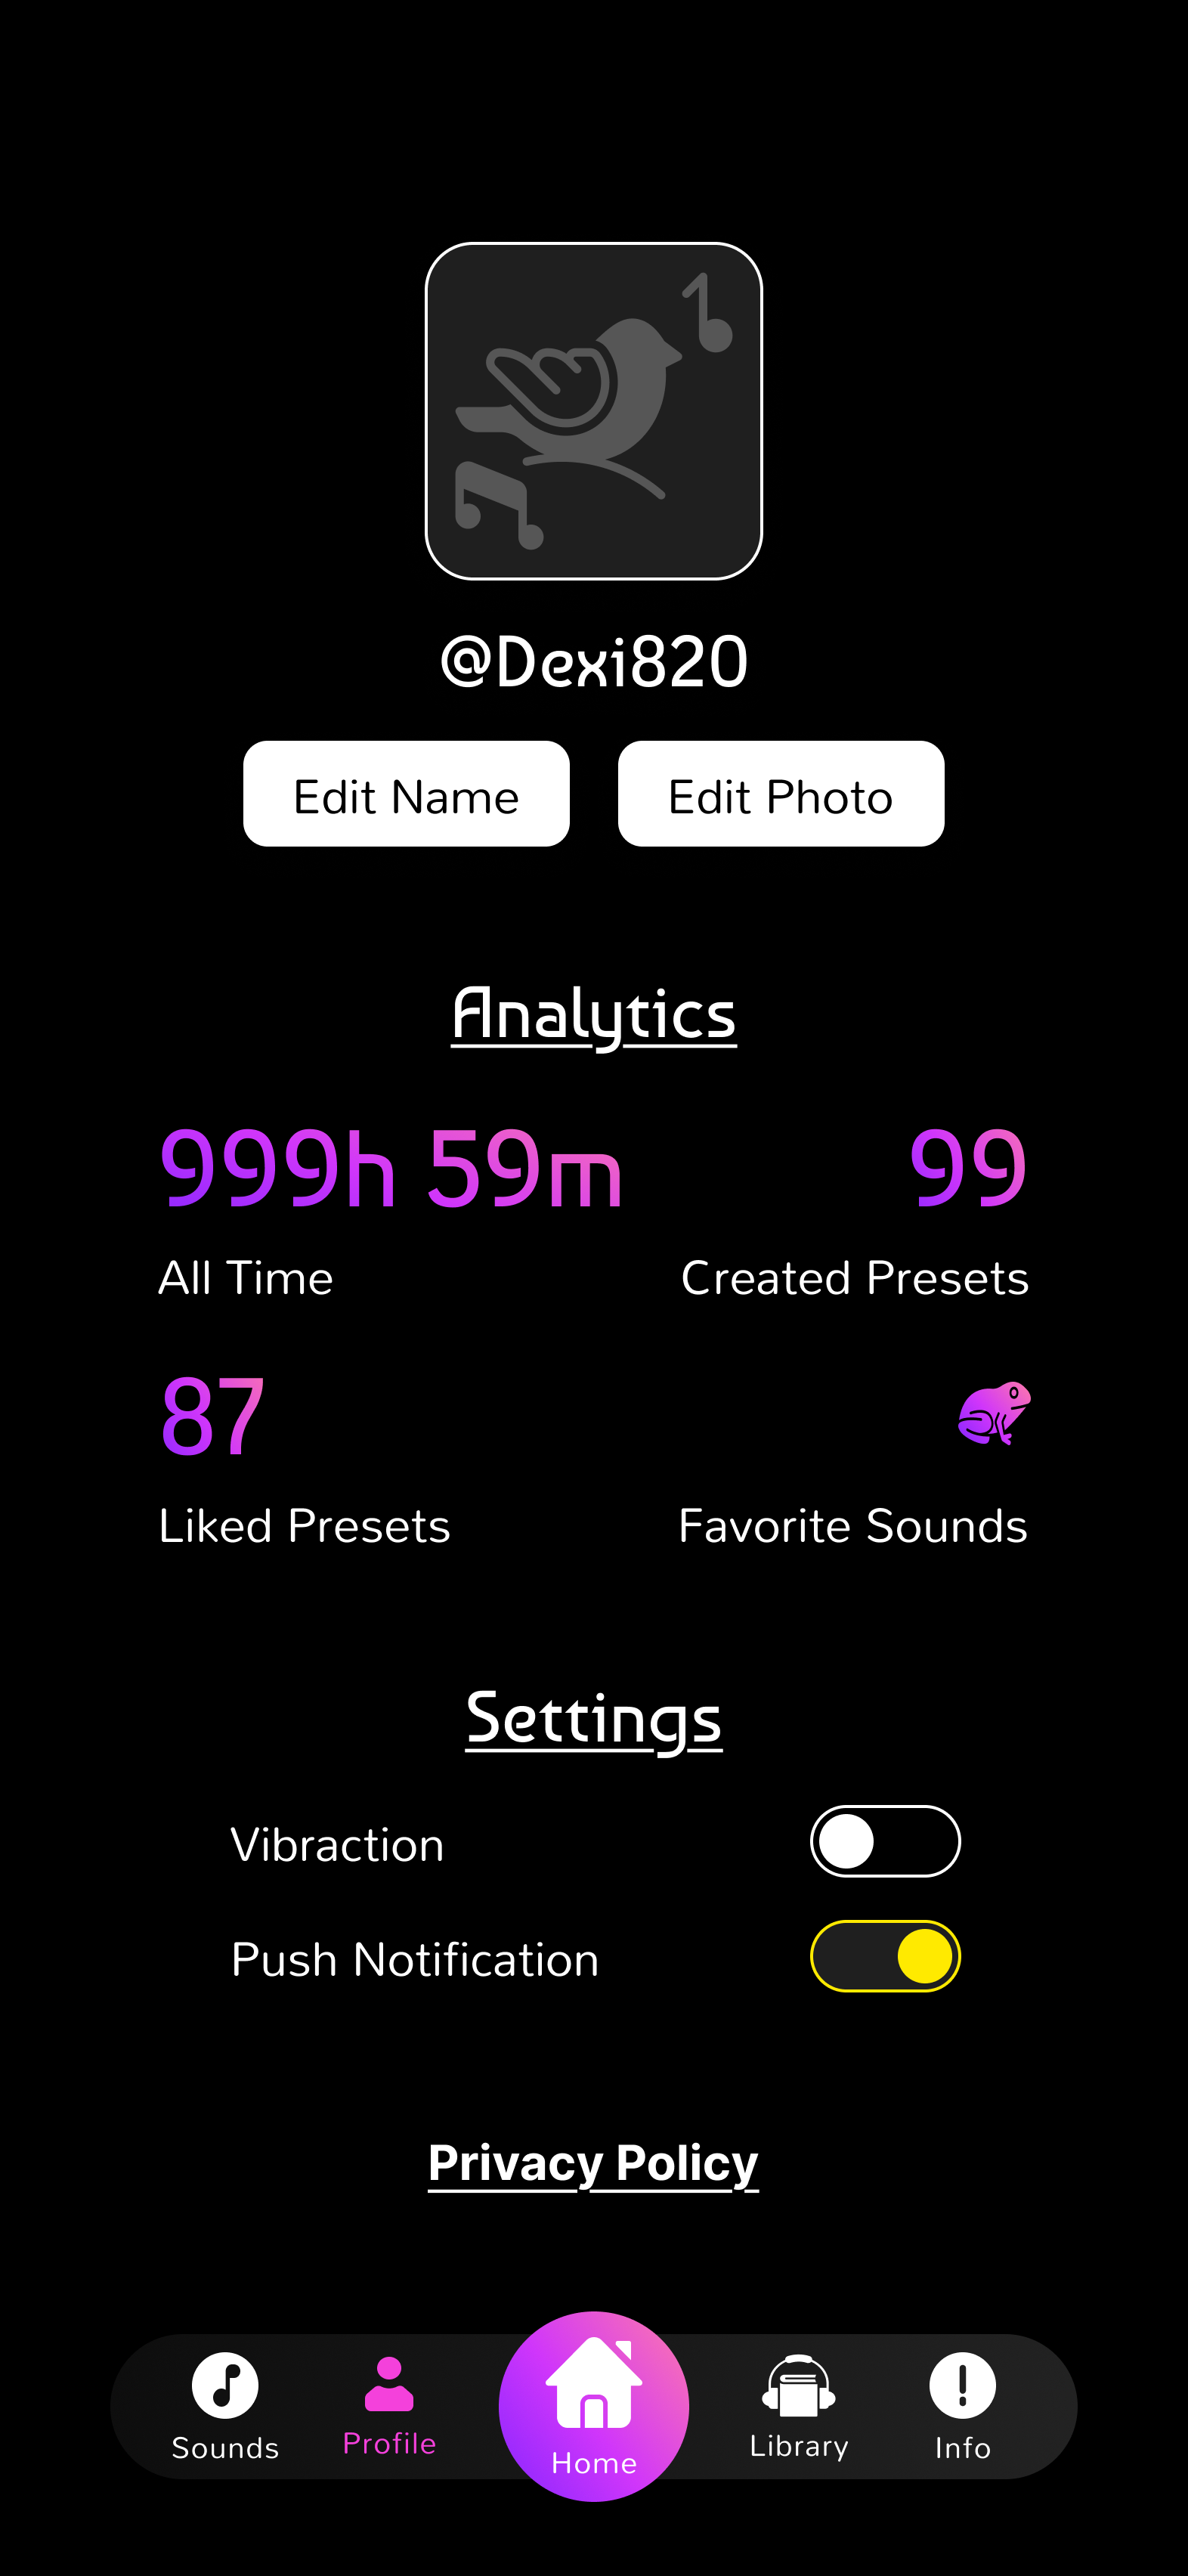 @Dexi820
Edit Name Edit Photo
Analytics
999h 59m 99
All Time Created Presets
87
Liked Presets Favorite Sounds
Settings
Vibraction
Push Notification
Privacy Policy
Sounds Profile Home Library Info